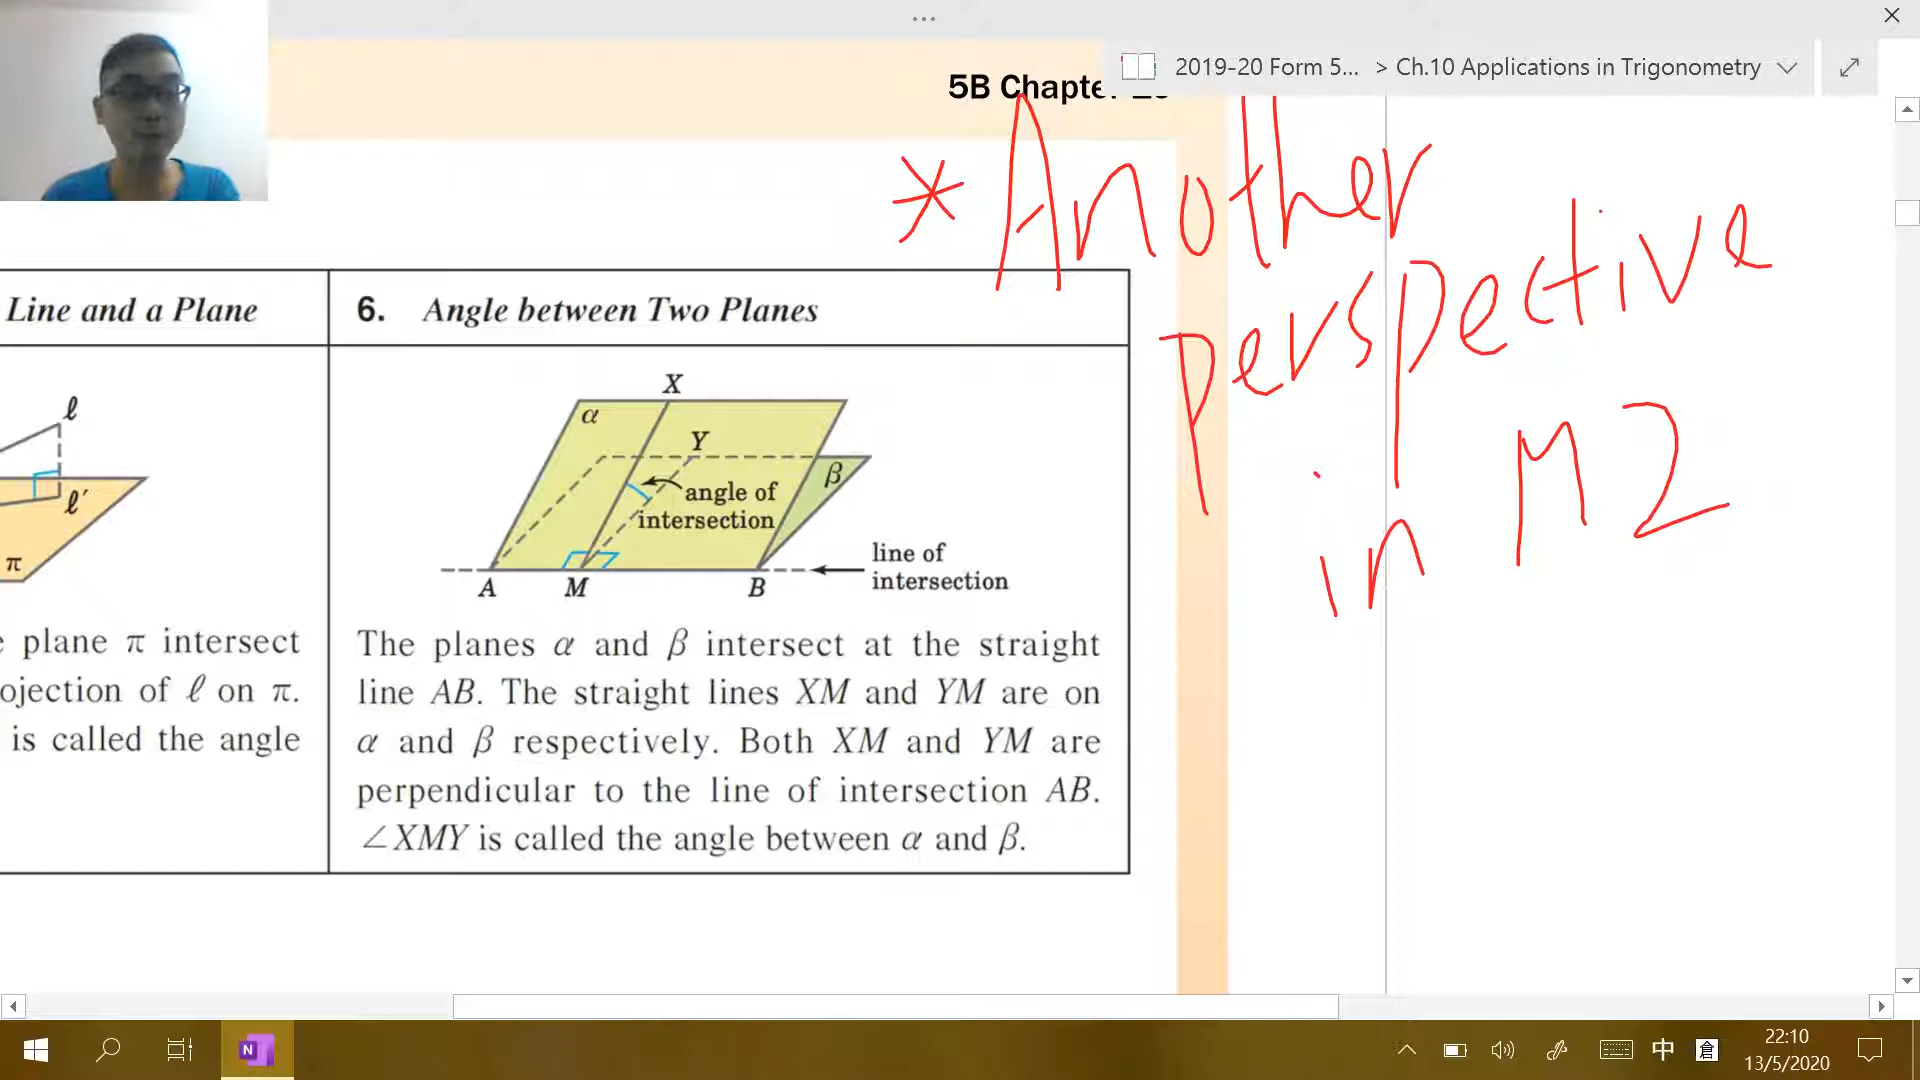 2019-20 Form 5... > Ch.10 Applications in Trigonometry
5B Chapter
* Another
perspective
in M2
Line and a Plane
6. Angle between Two Planes
ℓ
ℓ′
π
X
α
Y
β
angle of
intersection
line of
intersection
A
M
B
plane π intersect
ojection of ℓ on π.
is called the angle
The planes α and β intersect at the straight
line AB. The straight lines XM and YM are on
α and β respectively. Both XM and YM are
perpendicular to the line of intersection AB.
∠XMY is called the angle between α and β.
N
中
倉
22:10
13/5/2020